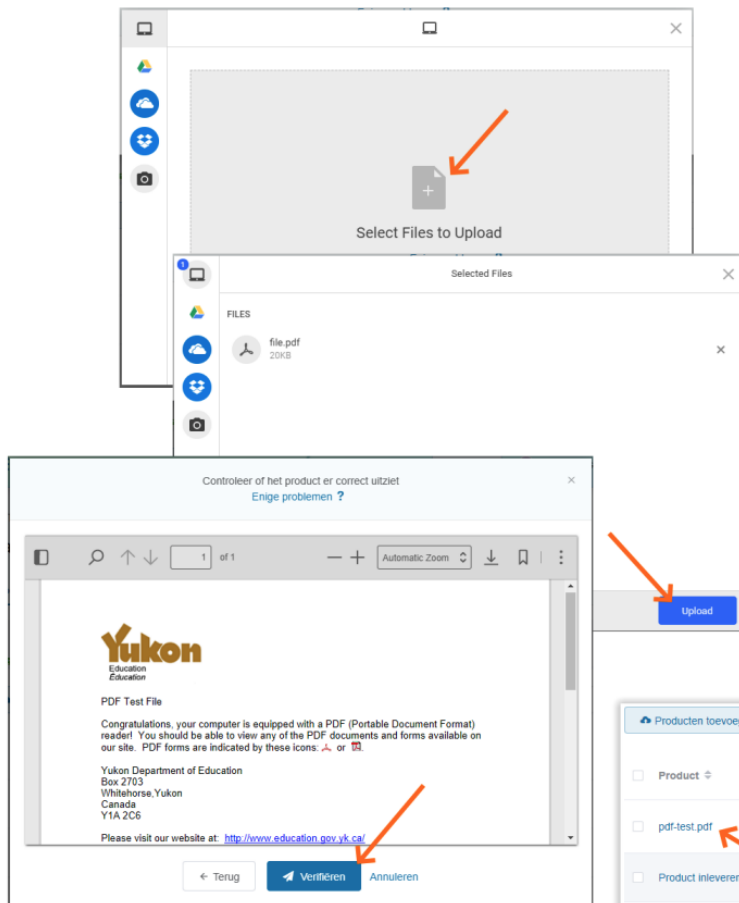 Select Files to Upload
1
Selected Files
FILES
file.pdf
20KB
Upload
Controleer of het product er correct uitziet
Enige problemen ?
1 of 1
Automatic Zoom
Yukon
Education
Éducation
PDF Test File
Congratulations, your computer is equipped with a PDF (Portable Document Format)
reader! You should be able to view any of the PDF documents and forms available on
our site. PDF forms are indicated by these icons: or
Yukon Department of Education
Box 2703
Whitehorse,Yukon
Canada
Y1A 2C6
Please visit our website at: http://www.education.gov.yk.ca/
← Terug
Verifiëren
Annuleren
Producten toevoeg
Product
pdf-test.pdf
Product inleveren